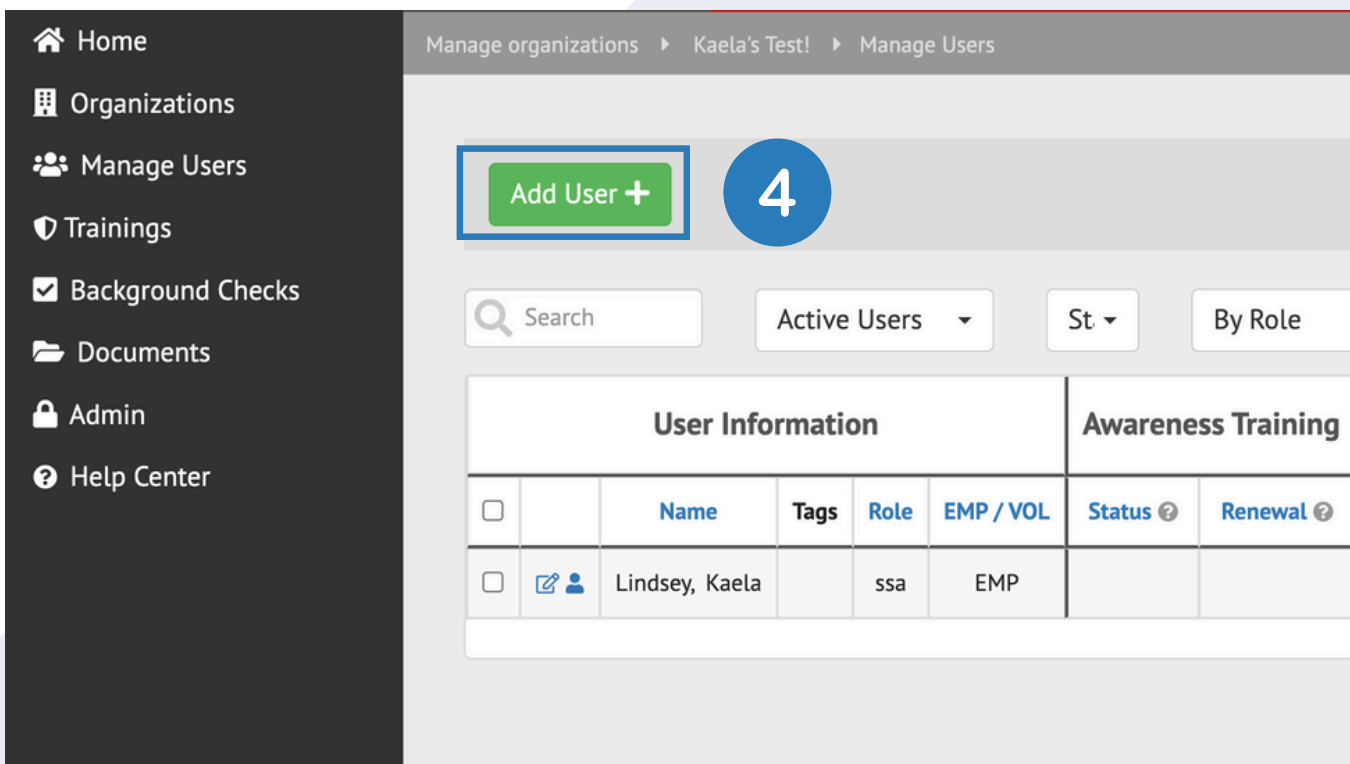 Home
Organizations
Manage Users
Trainings
Background Checks
Documents
Admin
Help Center
Manage organizations Kaela's Test! Manage Users
Add User
4
Search Active Users St By Role
User Information Awareness Training
Name Tags Role EMP / VOL Status Renewal
Lindsey, Kaela ssa EMP